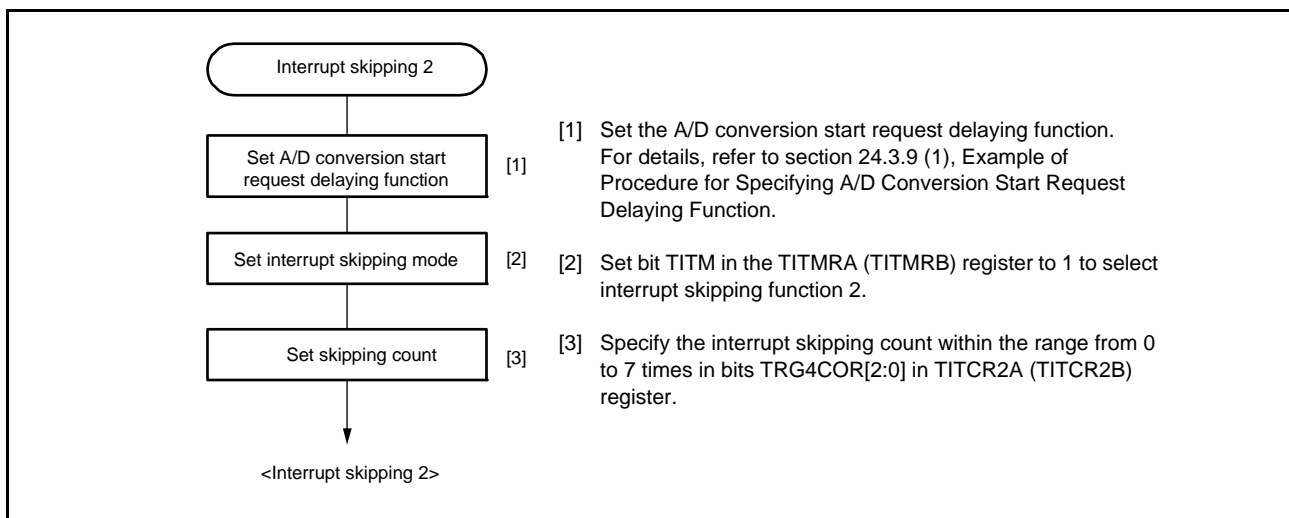 Interrupt skipping 2
Set A/D conversion start
request delaying function
[1]
[1] Set the A/D conversion start request delaying function.
For details, refer to section 24.3.9 (1), Example of
Procedure for Specifying A/D Conversion Start Request
Delaying Function.
Set interrupt skipping mode
[2]
[2] Set bit TITM in the TITMRA (TITMRB) register to 1 to select
interrupt skipping function 2.
Set skipping count
[3]
[3] Specify the interrupt skipping count within the range from 0
to 7 times in bits TRG4COR[2:0] in TITCR2A (TITCR2B)
register.
<Interrupt skipping 2>